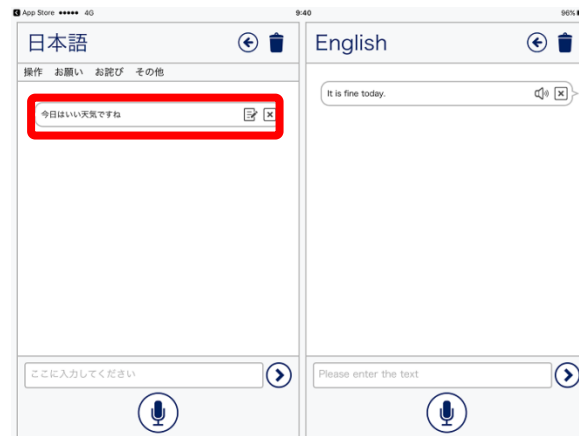 App Store ●●●●● 4G 9:40 96%
日本語
操作 お願い お詫び その他
今日はいい天気ですね
ここに入力してください
English
It is fine today.
Please enter the text